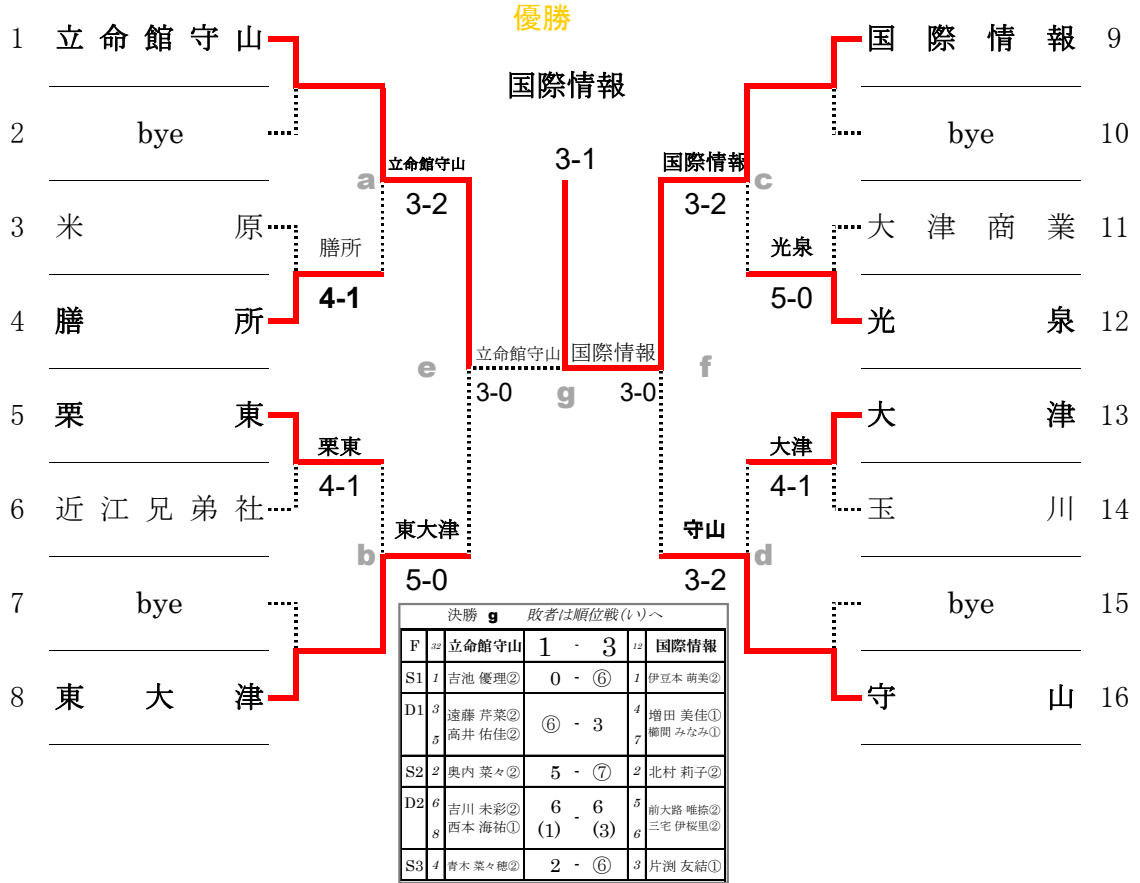 優勝
国際情報
3-1
1 立命館守山
2 bye
3 米原
4 膳所
5 栗東
6 近江兄弟社
7 bye
8 東大津
a
立命館守山
3-2
膳所
4-1
e
立命館守山
3-0
栗東
4-1
b
東大津
5-0
g
国際情報 9
bye 10
大津商業 11
光泉 12
大津 13
玉川 14
bye 15
守山 16
国際情報
3-2
c
光泉
5-0
国際情報
3-0
f
大津
4-1
守山
3-2
d
決勝 g 敗者は順位戦(い)へ
F 32 立命館守山 1 - 3 12 国際情報
S1 1 吉池 優理② 0 - ⑥ 1 伊豆本 萌美②
D1 3 遠藤 芹菜② ⑥ - 3 4 増田 美佳①
5 高井 佑佳② 7 櫛間 みなみ①
S2 2 奥内 菜々② 5 - ⑦ 2 北村 莉子②
D2 6 吉川 未彩② 6 - 6 5 前大路 唯捺②
8 西本 海祐① (1) (3) 6 三宅 伊桜里②
S3 4 青木 菜々穂② 2 - ⑥ 3 片渕 友結①